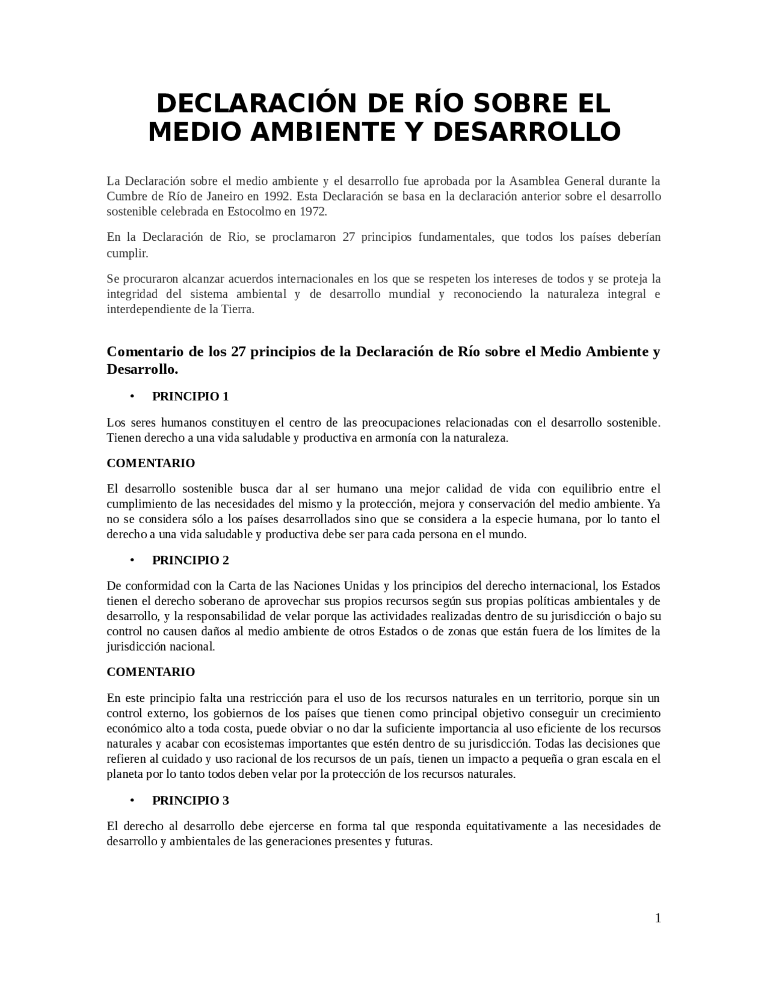 DECLARACIÓN DE RÍO SOBRE EL
MEDIO AMBIENTE Y DESARROLLO
La Declaración sobre el medio ambiente y el desarrollo fue aprobada por la Asamblea General durante la
Cumbre de Río de Janeiro en 1992. Esta Declaración se basa en la declaración anterior sobre el desarrollo
sostenible celebrada en Estocolmo en 1972.
En la Declaración de Rio, se proclamaron 27 principios fundamentales, que todos los países deberían
cumplir.
Se procuraron alcanzar acuerdos internacionales en los que se respeten los intereses de todos y se proteja la
integridad del sistema ambiental y de desarrollo mundial y reconociendo la naturaleza integral e
interdependiente de la Tierra.
Comentario de los 27 principios de la Declaración de Río sobre el Medio Ambiente y
Desarrollo.
• PRINCIPIO 1
Los seres humanos constituyen el centro de las preocupaciones relacionadas con el desarrollo sostenible.
Tienen derecho a una vida saludable y productiva en armonía con la naturaleza.
COMENTARIO
El desarrollo sostenible busca dar al ser humano una mejor calidad de vida con equilibrio entre el
cumplimiento de las necesidades del mismo y la protección, mejora y conservación del medio ambiente. Ya
no se considera sólo a los países desarrollados sino que se considera a la especie humana, por lo tanto el
derecho a una vida saludable y productiva debe ser para cada persona en el mundo.
• PRINCIPIO 2
De conformidad con la Carta de las Naciones Unidas y los principios del derecho internacional, los Estados
tienen el derecho soberano de aprovechar sus propios recursos según sus propias políticas ambientales y de
desarrollo, y la responsabilidad de velar porque las actividades realizadas dentro de su jurisdicción o bajo su
control no causen daños al medio ambiente de otros Estados o de zonas que están fuera de los límites de la
jurisdicción nacional.
COMENTARIO
En este principio falta una restricción para el uso de los recursos naturales en un territorio, porque sin un
control externo, los gobiernos de los países que tienen como principal objetivo conseguir un crecimiento
económico alto a toda costa, puede obviar o no dar la suficiente importancia al uso eficiente de los recursos
naturales y acabar con ecosistemas importantes que estén dentro de su jurisdicción. Todas las decisiones que
refieren al cuidado y uso racional de los recursos de un país, tienen un impacto a pequeña o gran escala en el
planeta por lo tanto todos deben velar por la protección de los recursos naturales.
• PRINCIPIO 3
El derecho al desarrollo debe ejercerse en forma tal que responda equitativamente a las necesidades de
desarrollo y ambientales de las generaciones presentes y futuras.
1